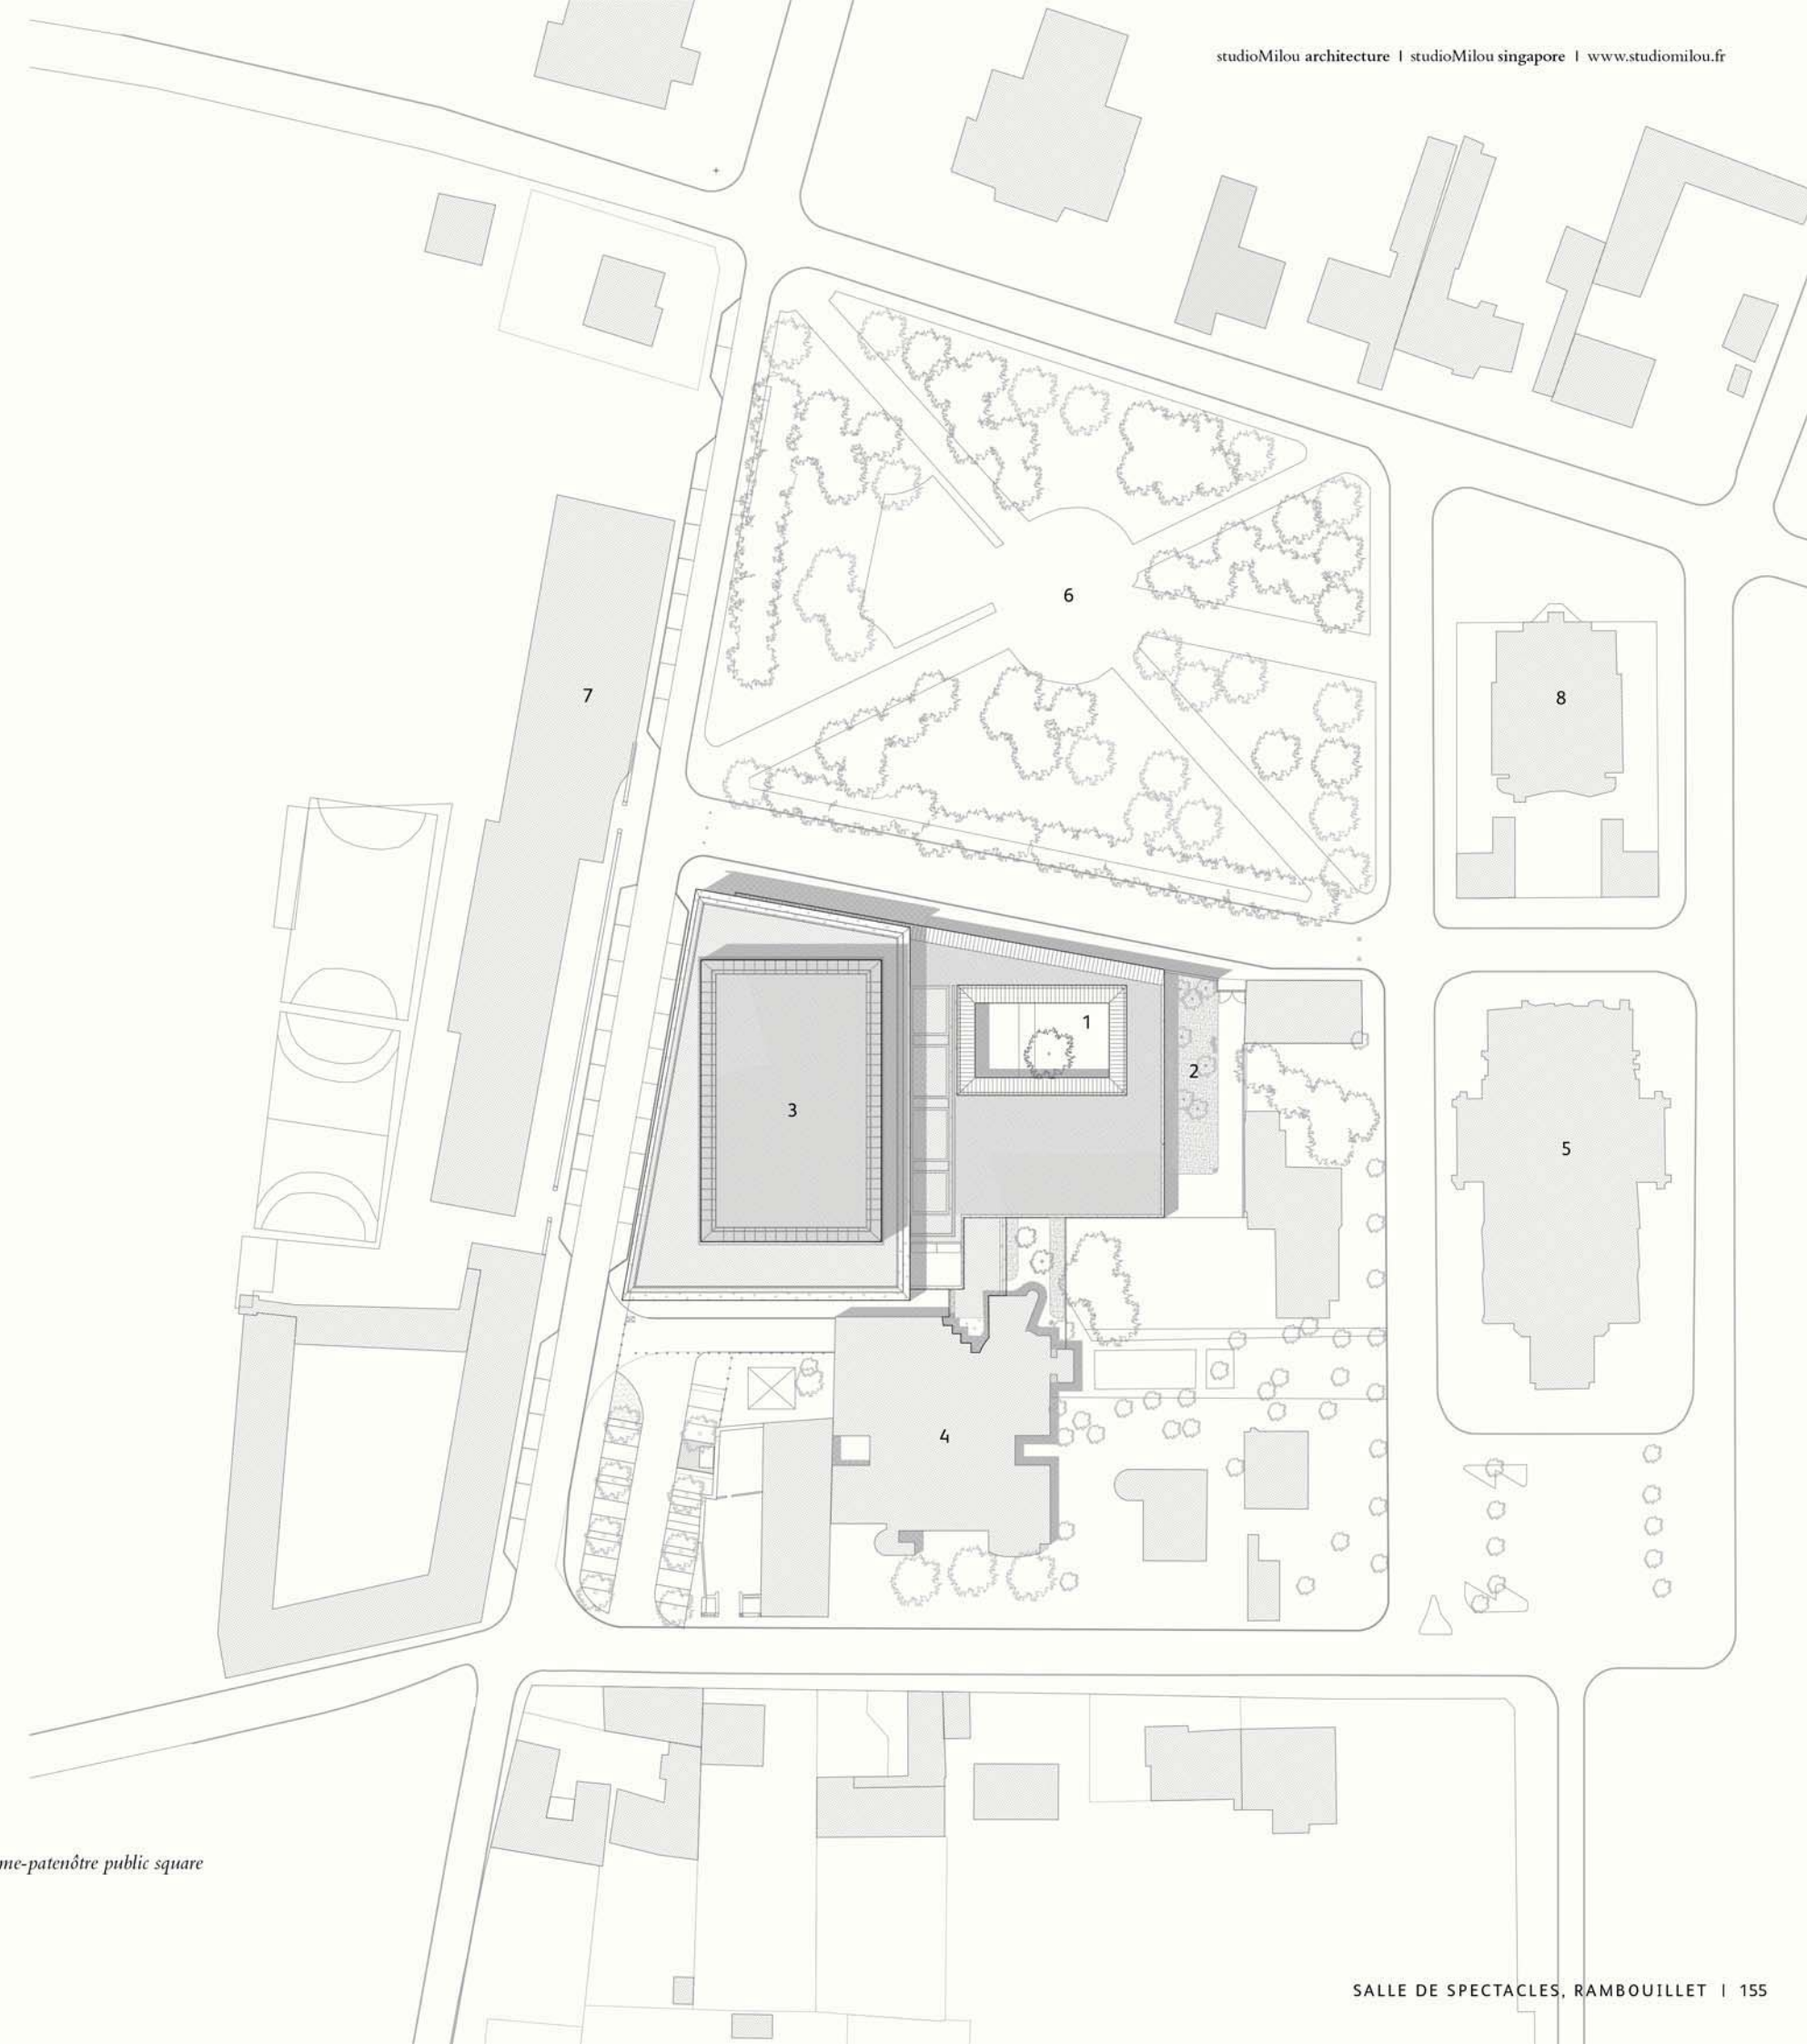 studioMilou architecture | studioMilou singapore | www.studiomilou.fr
6
7
8
1
2
3
5
4
me-patenôtre public square
SALLE DE SPECTACLES, RAMBOUILLET | 155